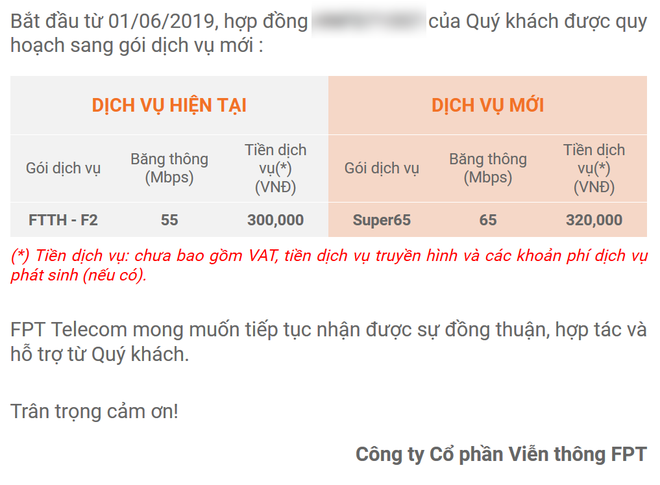 Bắt đầu từ 01/06/2019, hợp đồng của Quý khách được quy
hoạch sang gói dịch vụ mới :
DỊCH VỤ HIỆN TẠI
DỊCH VỤ MỚI
Gói dịch vụ
Băng thông
(Mbps)
Tiền dịch
vụ(*)
(VNĐ)
Gói dịch vụ
Băng thông
(Mbps)
Tiền dịch
vụ(*)
(VNĐ)
FTTH - F2 55 300,000 Super65 65 320,000
(*) Tiền dịch vụ: chưa bao gồm VAT, tiền dịch vụ truyền hình và các khoản phí dịch vụ
phát sinh (nếu có).
FPT Telecom mong muốn tiếp tục nhận được sự đồng thuận, hợp tác và
hỗ trợ từ Quý khách.
Trân trọng cảm ơn!
Công ty Cổ phần Viễn thông FPT